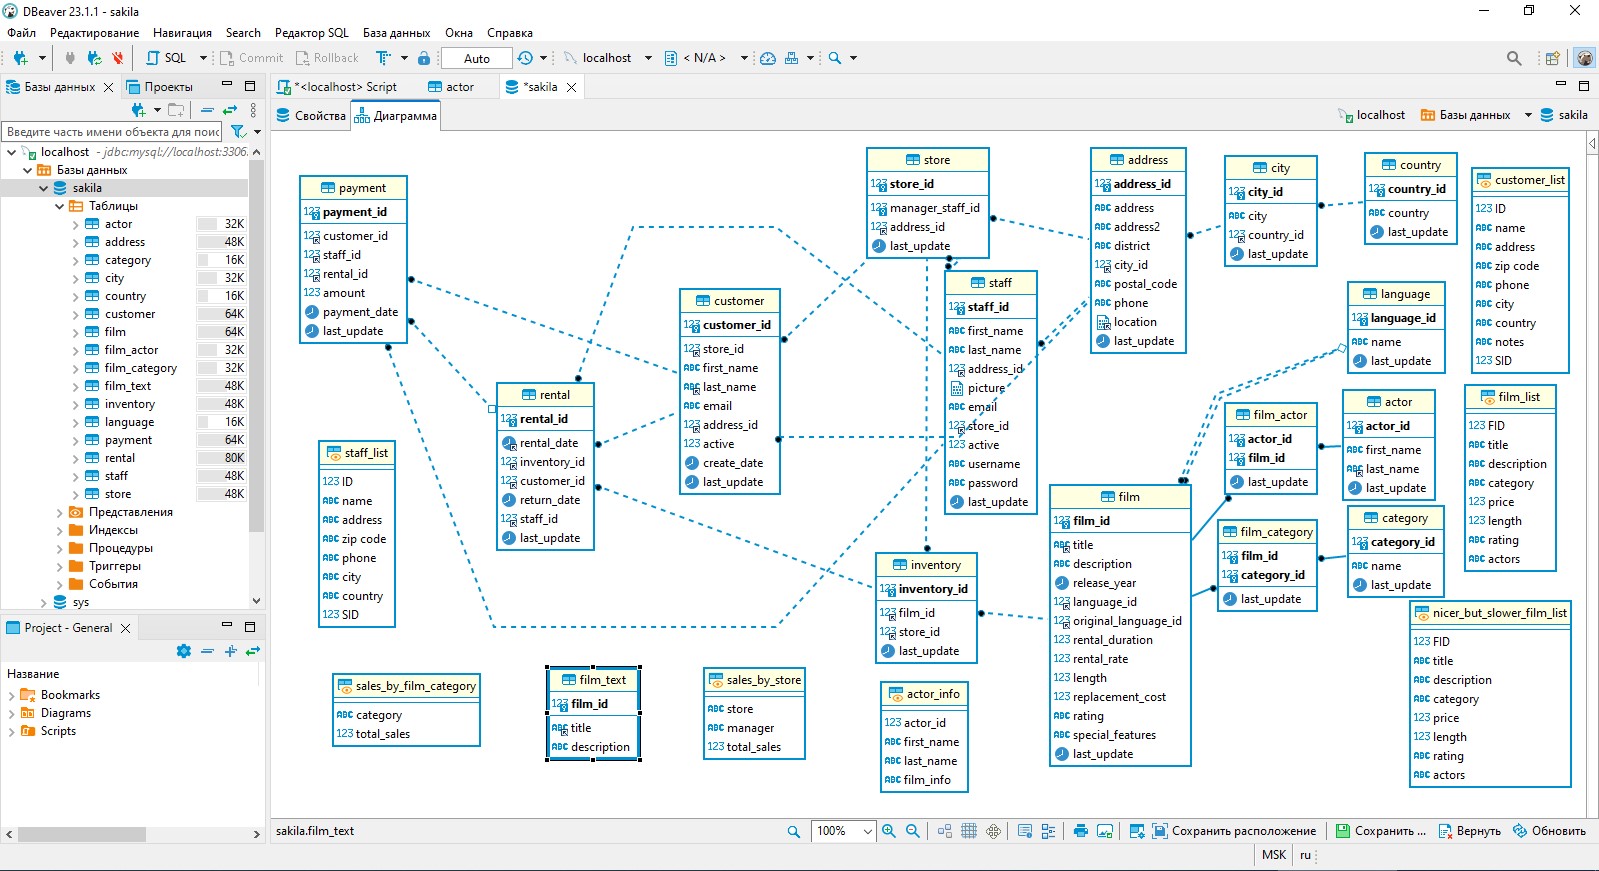 DBeaver 23.1.1 - sakila
Файл Редактирование Навигация Search Редактор SQL База данных Окна Справка
SQL Commit Rollback Auto localhost < N/A >
Базы данных Проекты
Введите часть имени объекта для поис
localhost - jdbc:mysql://localhost:3306.
Базы данных
sakila
Таблицы
actor 32K
address 48K
category 16K
city 32K
country 16K
customer 64K
film 64K
film_actor 32K
film_category 32K
film_text 48K
inventory 48K
language 16K
payment 64K
rental 80K
staff 48K
store 48K
Представления
Индексы
Процедуры
Триггеры
События
sys
Project - General
Название
Bookmarks
Diagrams
Scripts
*<localhost> Script actor *sakila
Свойства Диаграмма
localhost Базы данных sakila
payment
payment_id
customer_id
staff_id
rental_id
amount
payment_date
last_update
staff_list
ID
name
address
zip code
phone
city
country
SID
sales_by_film_category
category
total_sales
rental
rental_id
rental_date
inventory_id
customer_id
return_date
staff_id
last_update
film_text
film_id
title
description
customer
customer_id
store_id
first_name
last_name
email
address_id
active
create_date
last_update
sales_by_store
store
manager
total_sales
store
store_id
manager_staff_id
address_id
last_update
staff
staff_id
first_name
last_name
address_id
picture
email
store_id
active
username
password
last_update
inventory
inventory_id
film_id
store_id
last_update
actor_info
actor_id
first_name
last_name
film_info
address
address_id
address
address2
district
city_id
postal_code
phone
location
last_update
film
film_id
title
description
release_year
language_id
original_language_id
rental_duration
rental_rate
length
replacement_cost
rating
special_features
last_update
city
city_id
city
country_id
last_update
country
country_id
country
last_update
language
language_id
name
last_update
film_actor
actor_id
film_id
last_update
actor
actor_id
first_name
last_name
last_update
film_category
film_id
category_id
last_update
category
category_id
name
last_update
customer_list
ID
name
address
zip code
phone
city
country
notes
SID
film_list
FID
title
description
category
price
length
rating
actors
nicer_but_slower_film_list
FID
title
description
category
price
length
rating
actors
sakila.film_text 100% Сохранить расположение Сохранить ... Вернуть Обновить
MSK ru